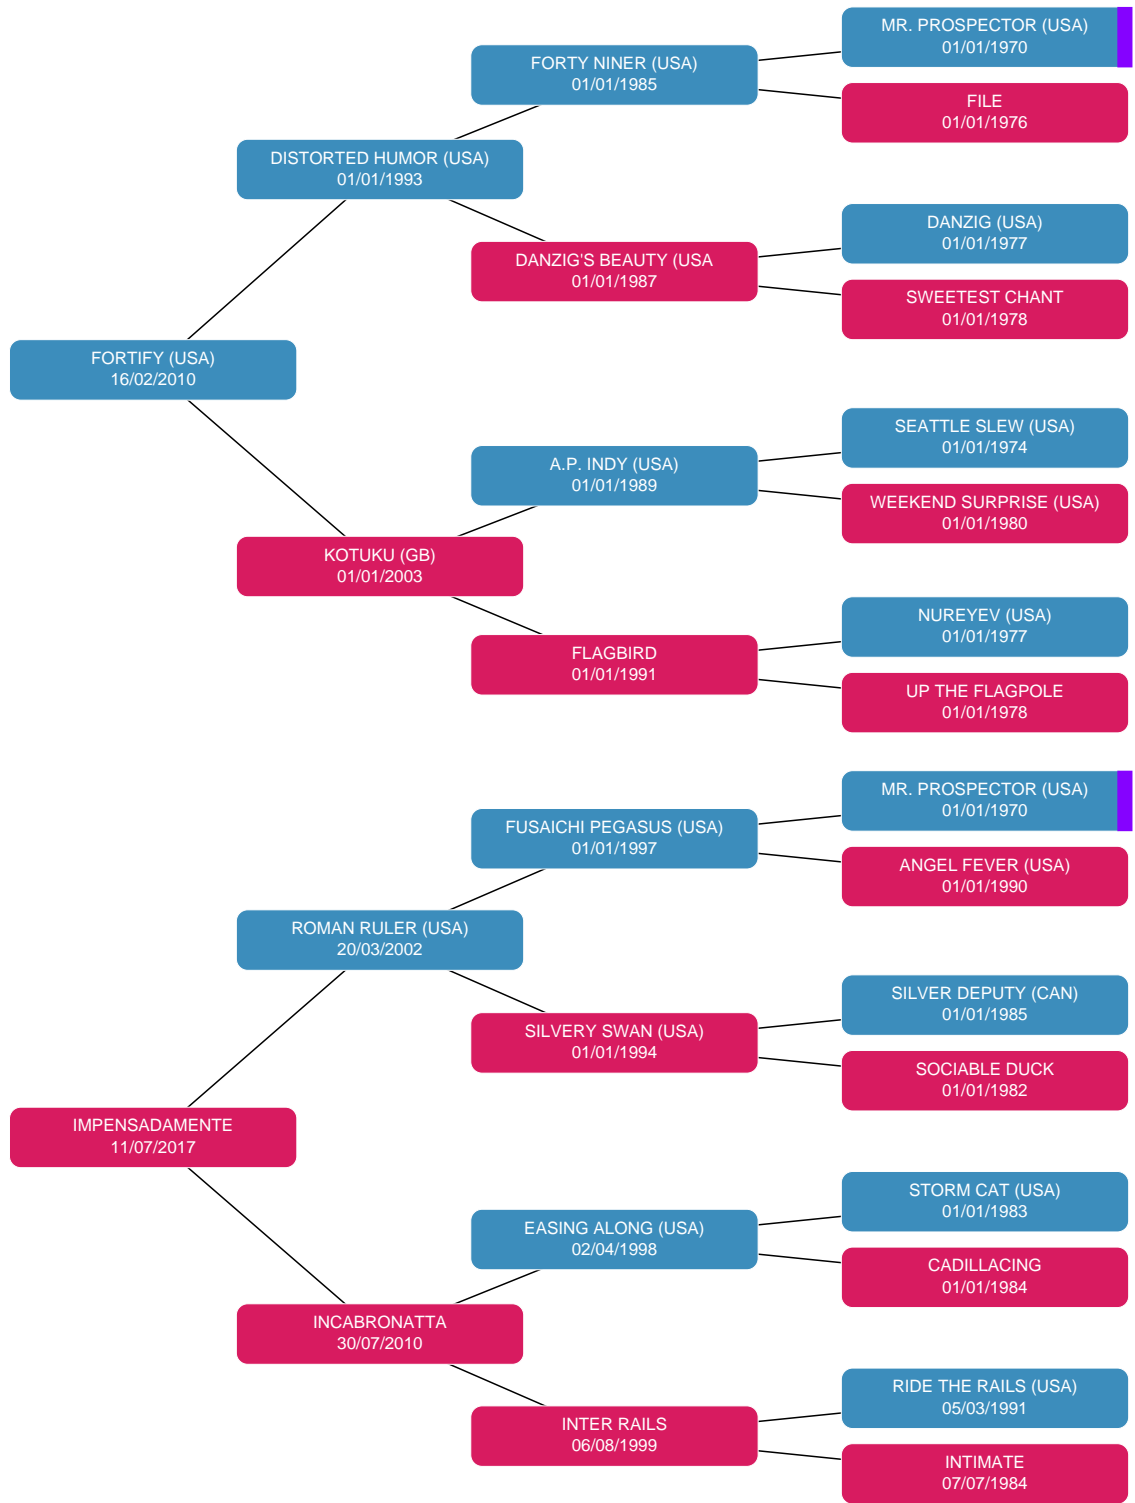 MR. PROSPECTOR (USA)
01/01/1970
FORTY NINER (USA)
01/01/1985
FILE
01/01/1976
DISTORTED HUMOR (USA)
01/01/1993
DANZIG (USA)
01/01/1977
DANZIG'S BEAUTY (USA
01/01/1987
SWEETEST CHANT
01/01/1978
FORTIFY (USA)
16/02/2010
SEATTLE SLEW (USA)
01/01/1974
A.P. INDY (USA)
01/01/1989
WEEKEND SURPRISE (USA)
01/01/1980
KOTUKU (GB)
01/01/2003
NUREYEV (USA)
01/01/1977
FLAGBIRD
01/01/1991
UP THE FLAGPOLE
01/01/1978
MR. PROSPECTOR (USA)
01/01/1970
FUSAICHI PEGASUS (USA)
01/01/1997
ANGEL FEVER (USA)
01/01/1990
ROMAN RULER (USA)
20/03/2002
SILVER DEPUTY (CAN)
01/01/1985
SILVERY SWAN (USA)
01/01/1994
SOCIABLE DUCK
01/01/1982
IMPENSADAMENTE
11/07/2017
STORM CAT (USA)
01/01/1983
EASING ALONG (USA)
02/04/1998
CADILLACING
01/01/1984
INCABRONATTA
30/07/2010
RIDE THE RAILS (USA)
05/03/1991
INTER RAILS
06/08/1999
INTIMATE
07/07/1984